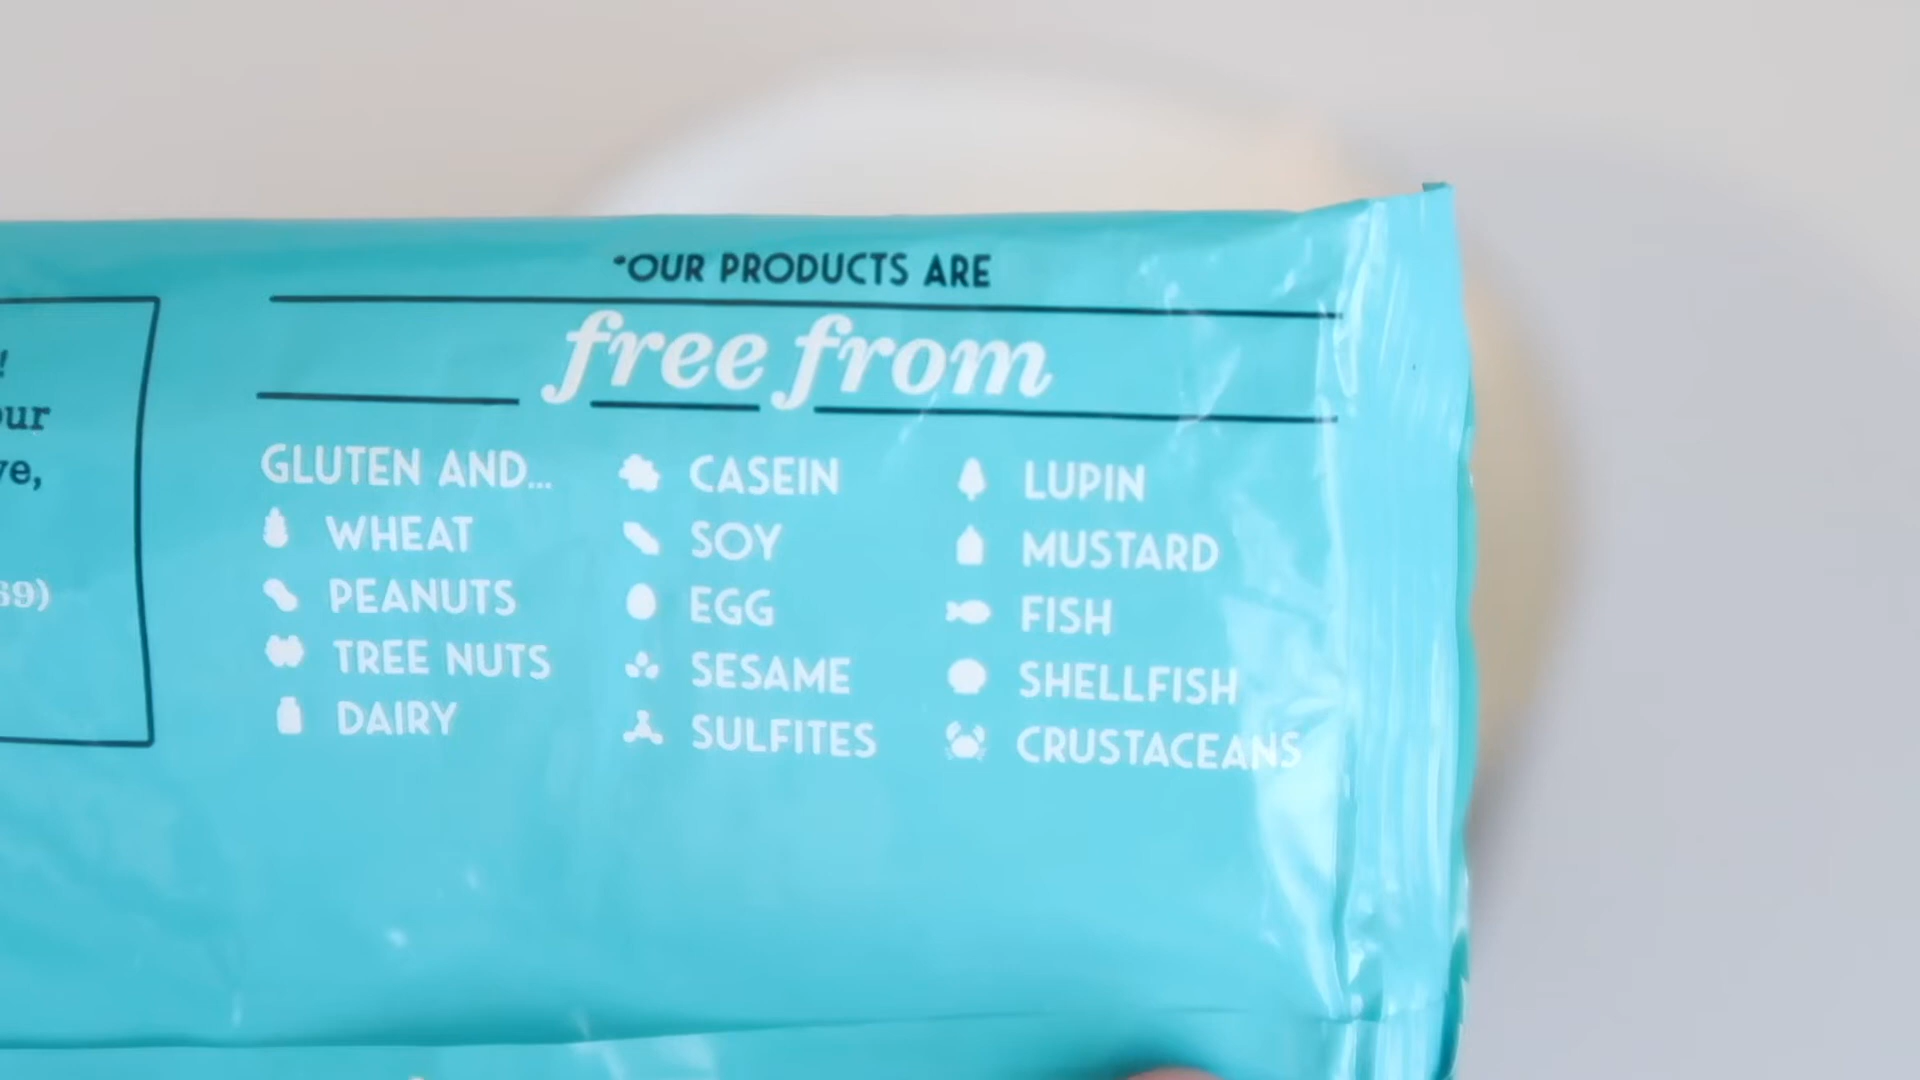 *OUR PRODUCTS ARE
free from
GLUTEN AND...
WHEAT
PEANUTS
TREE NUTS
DAIRY
CASEIN
SOY
EGG
SESAME
SULFITES
LUPIN
MUSTARD
FISH
SHELLFISH
CRUSTACEANS